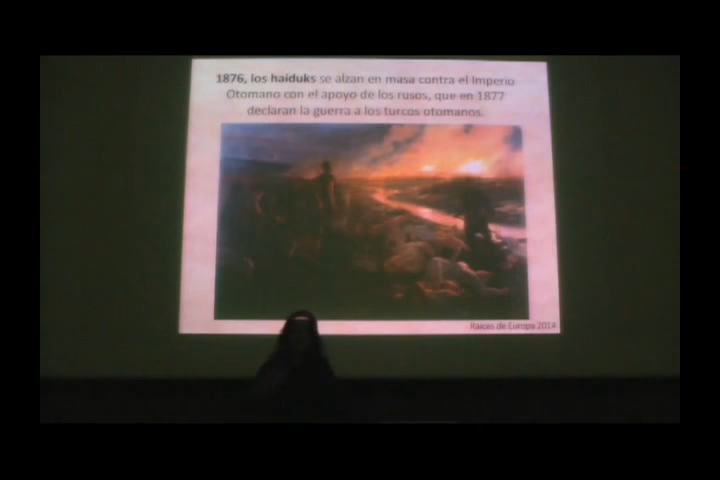 1876, los haiduks se alzan en masa contra el Imperio
Otomano con el apoyo de los rusos, que en 1877
declaran la guerra a los turcos otomanos.
Raíces de Europa 2014